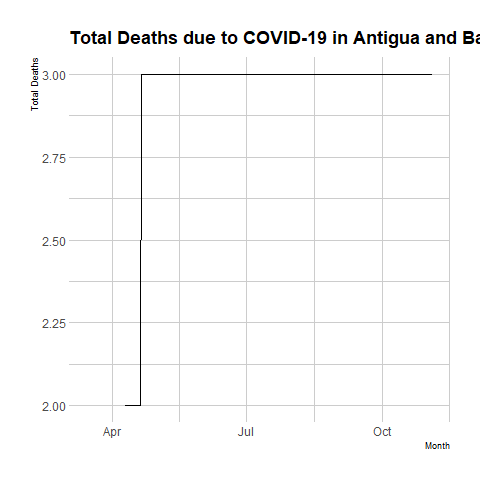 Total Deaths due to COVID-19 in Antigua and Ba
Total Deaths
3.00
2.75
2.50
2.25
2.00
Apr Jul Oct
Month